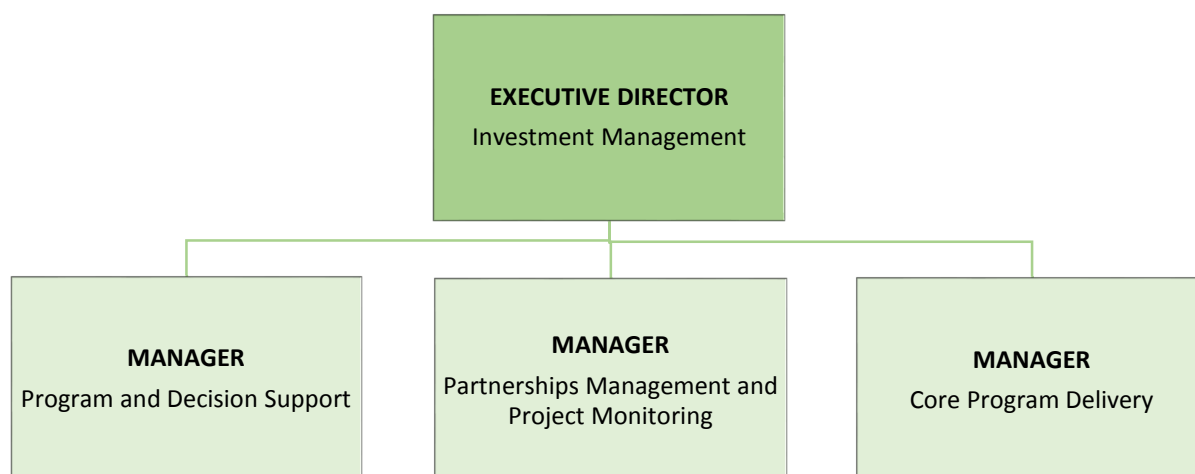 EXECUTIVE DIRECTOR
Investment Management
MANAGER
Program and Decision Support
MANAGER
Partnerships Management and
Project Monitoring
MANAGER
Core Program Delivery